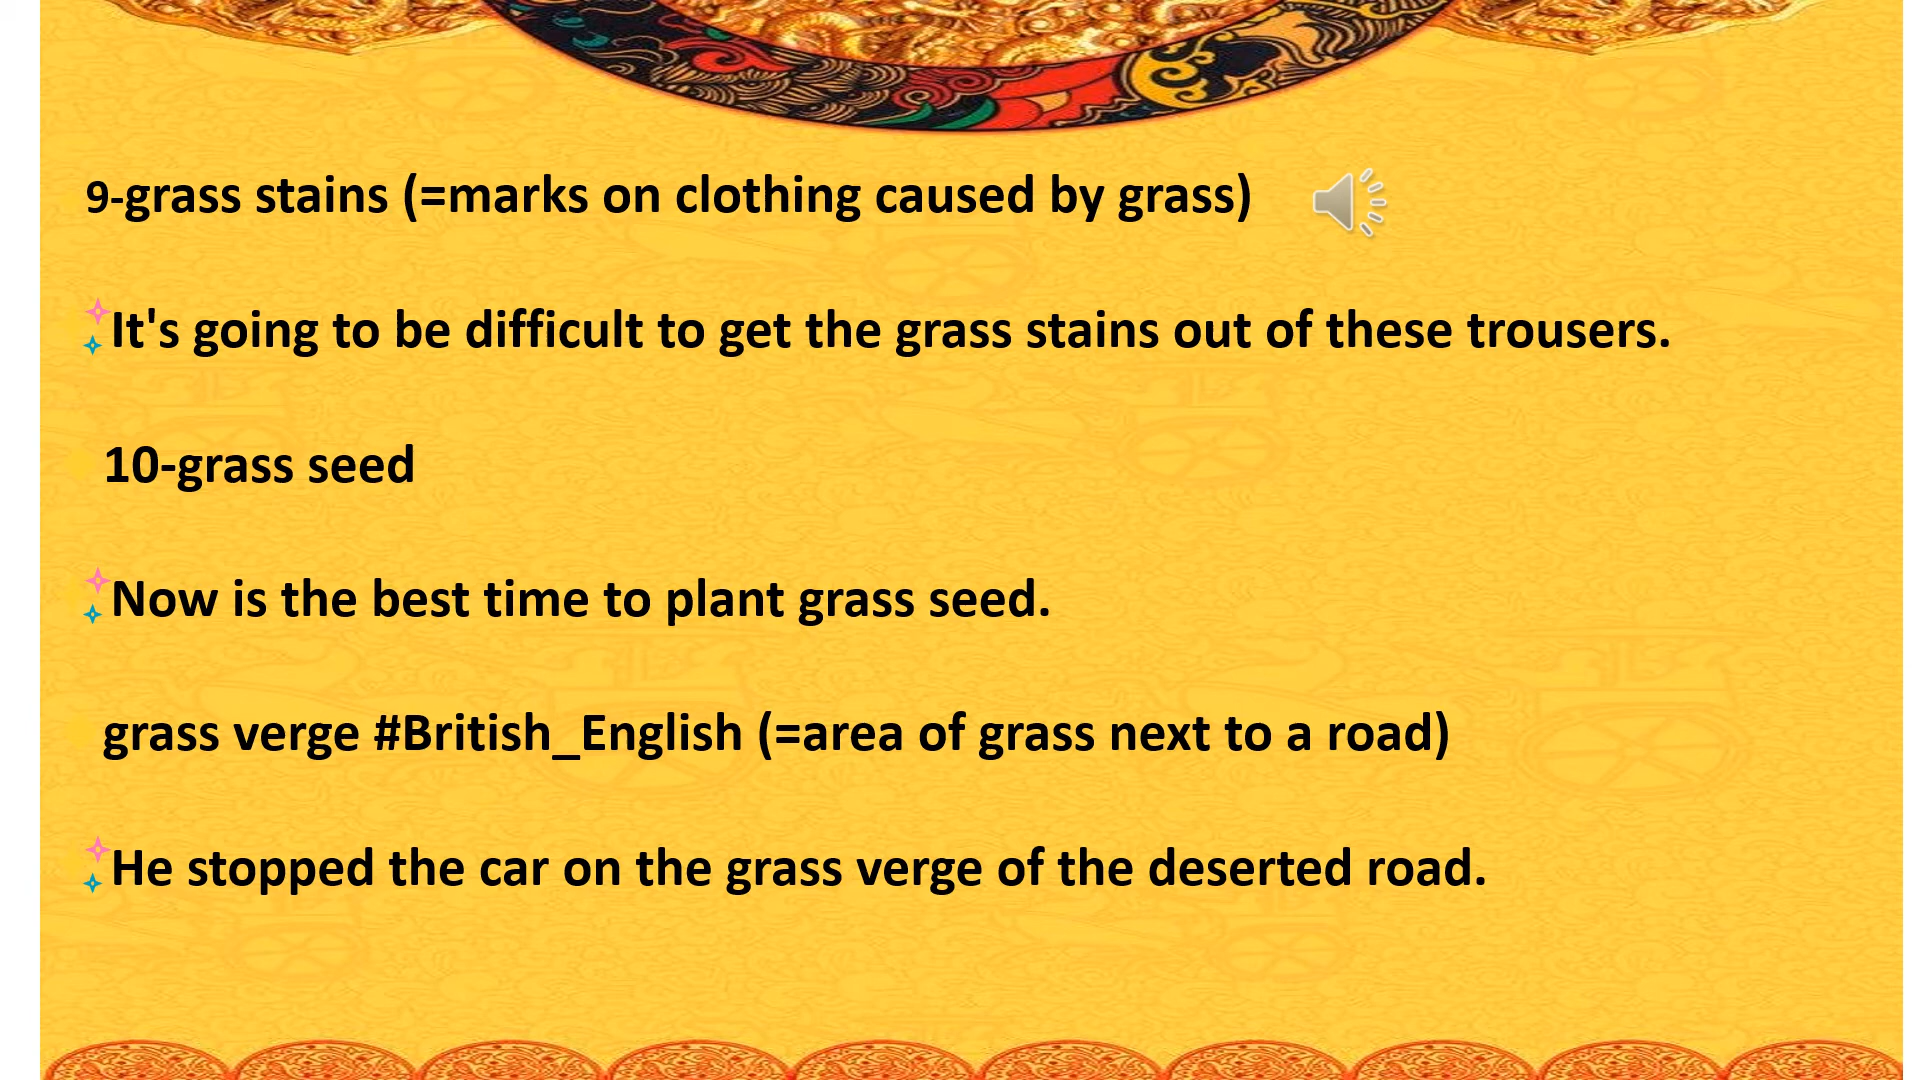 9-grass stains (=marks on clothing caused by grass)
It's going to be difficult to get the grass stains out of these trousers.
10-grass seed
Now is the best time to plant grass seed.
grass verge #British_English (=area of grass next to a road)
He stopped the car on the grass verge of the deserted road.